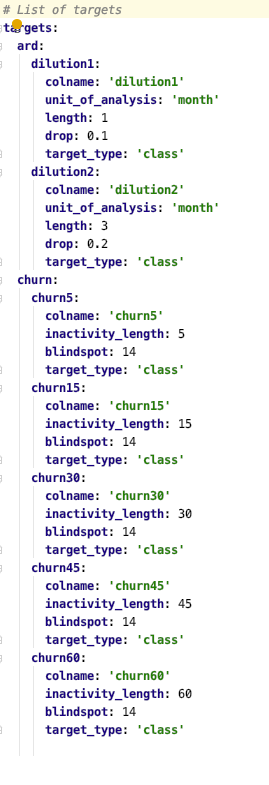 # List of targets
targets:
  ard:
    dilution1:
      colname: 'dilution1'
      unit_of_analysis: 'month'
      length: 1
      drop: 0.1
      target_type: 'class'
    dilution2:
      colname: 'dilution2'
      unit_of_analysis: 'month'
      length: 3
      drop: 0.2
      target_type: 'class'
  churn:
    churn5:
      colname: 'churn5'
      inactivity_length: 5
      blindspot: 14
      target_type: 'class'
    churn15:
      colname: 'churn15'
      inactivity_length: 15
      blindspot: 14
      target_type: 'class'
    churn30:
      colname: 'churn30'
      inactivity_length: 30
      blindspot: 14
      target_type: 'class'
    churn45:
      colname: 'churn45'
      inactivity_length: 45
      blindspot: 14
      target_type: 'class'
    churn60:
      colname: 'churn60'
      inactivity_length: 60
      blindspot: 14
      target_type: 'class'